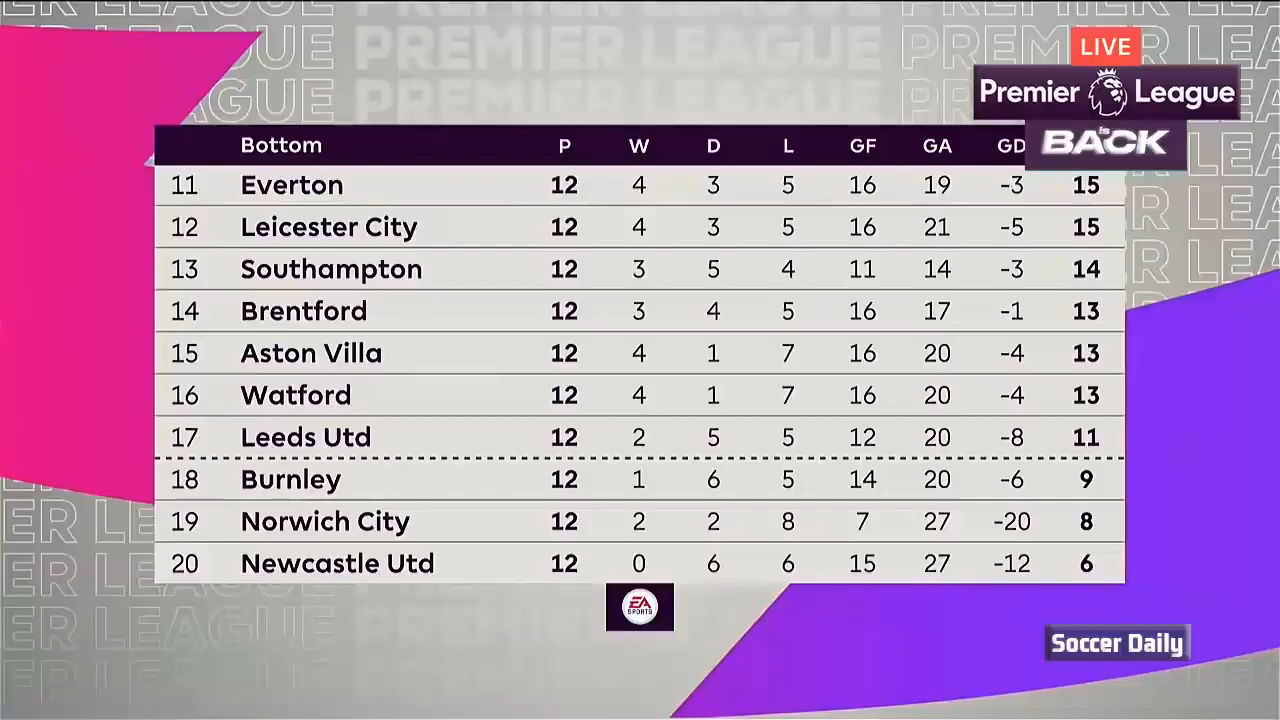 PREMIER LEAGUE
LIVE
Premier League
is
BACK
Bottom P W D L GF GA GD
11 Everton 12 4 3 5 16 19 -3 15
12 Leicester City 12 4 3 5 16 21 -5 15
13 Southampton 12 3 5 4 11 14 -3 14
14 Brentford 12 3 4 5 16 17 -1 13
15 Aston Villa 12 4 1 7 16 20 -4 13
16 Watford 12 4 1 7 16 20 -4 13
17 Leeds Utd 12 2 5 5 12 20 -8 11
18 Burnley 12 1 6 5 14 20 -6 9
19 Norwich City 12 2 2 8 7 27 -20 8
20 Newcastle Utd 12 0 6 6 15 27 -12 6
EA
SPORTS
Soccer Daily